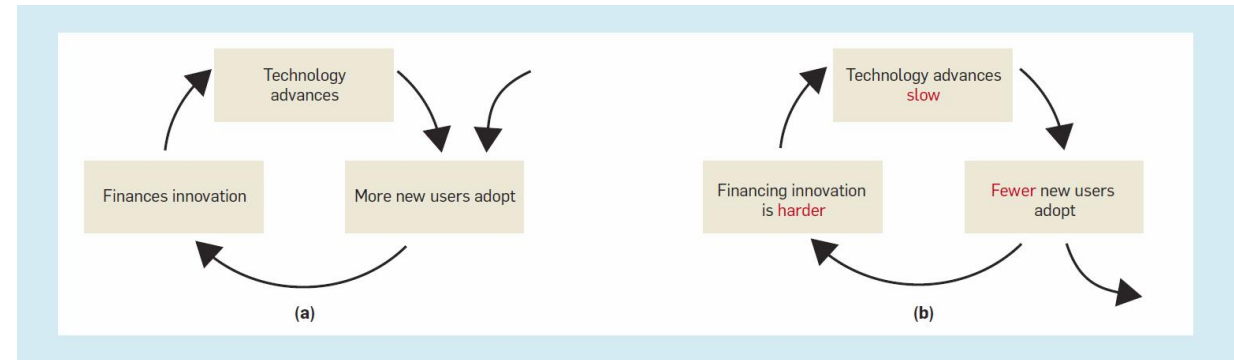 Technology
advances
Finances innovation
More new users adopt
(a)
Technology advances
slow
Financing innovation
is harder
Fewer new users
adopt
(b)